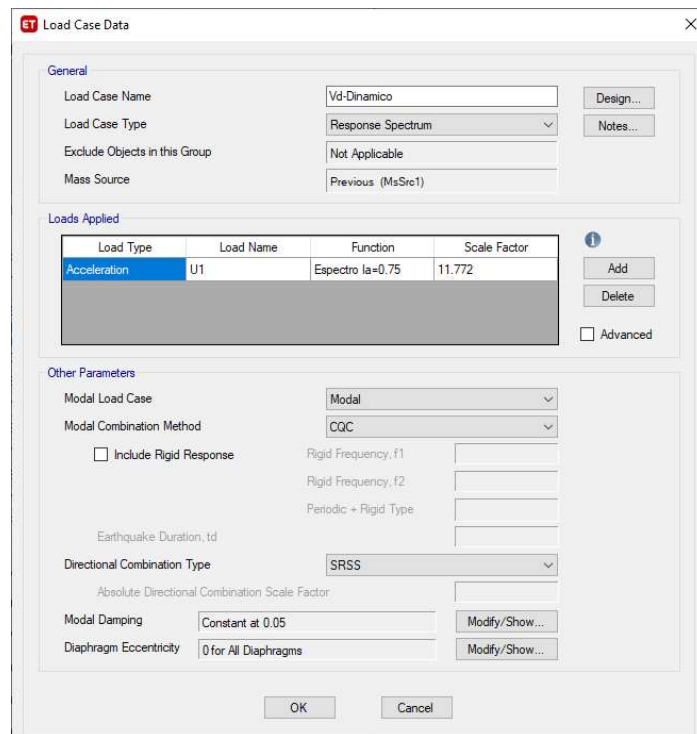 ET Load Case Data
General
Load Case Name Vd-Dinamico Design...
Load Case Type Response Spectrum Notes...
Exclude Objects in this Group Not Applicable
Mass Source Previous (MsSrc1)
Loads Applied
Load Type Load Name Function Scale Factor
Acceleration U1 Espectro Ia=0.75 11.772
Add
Delete
Advanced
Other Parameters
Modal Load Case Modal
Modal Combination Method CQC
Include Rigid Response Rigid Frequency, f1
Rigid Frequency, f2
Periodic + Rigid Type
Earthquake Duration, td
Directional Combination Type SRSS
Absolute Directional Combination Scale Factor
Modal Damping Constant at 0.05 Modify/Show...
Diaphragm Eccentricity 0 for All Diaphragms Modify/Show...
OK Cancel